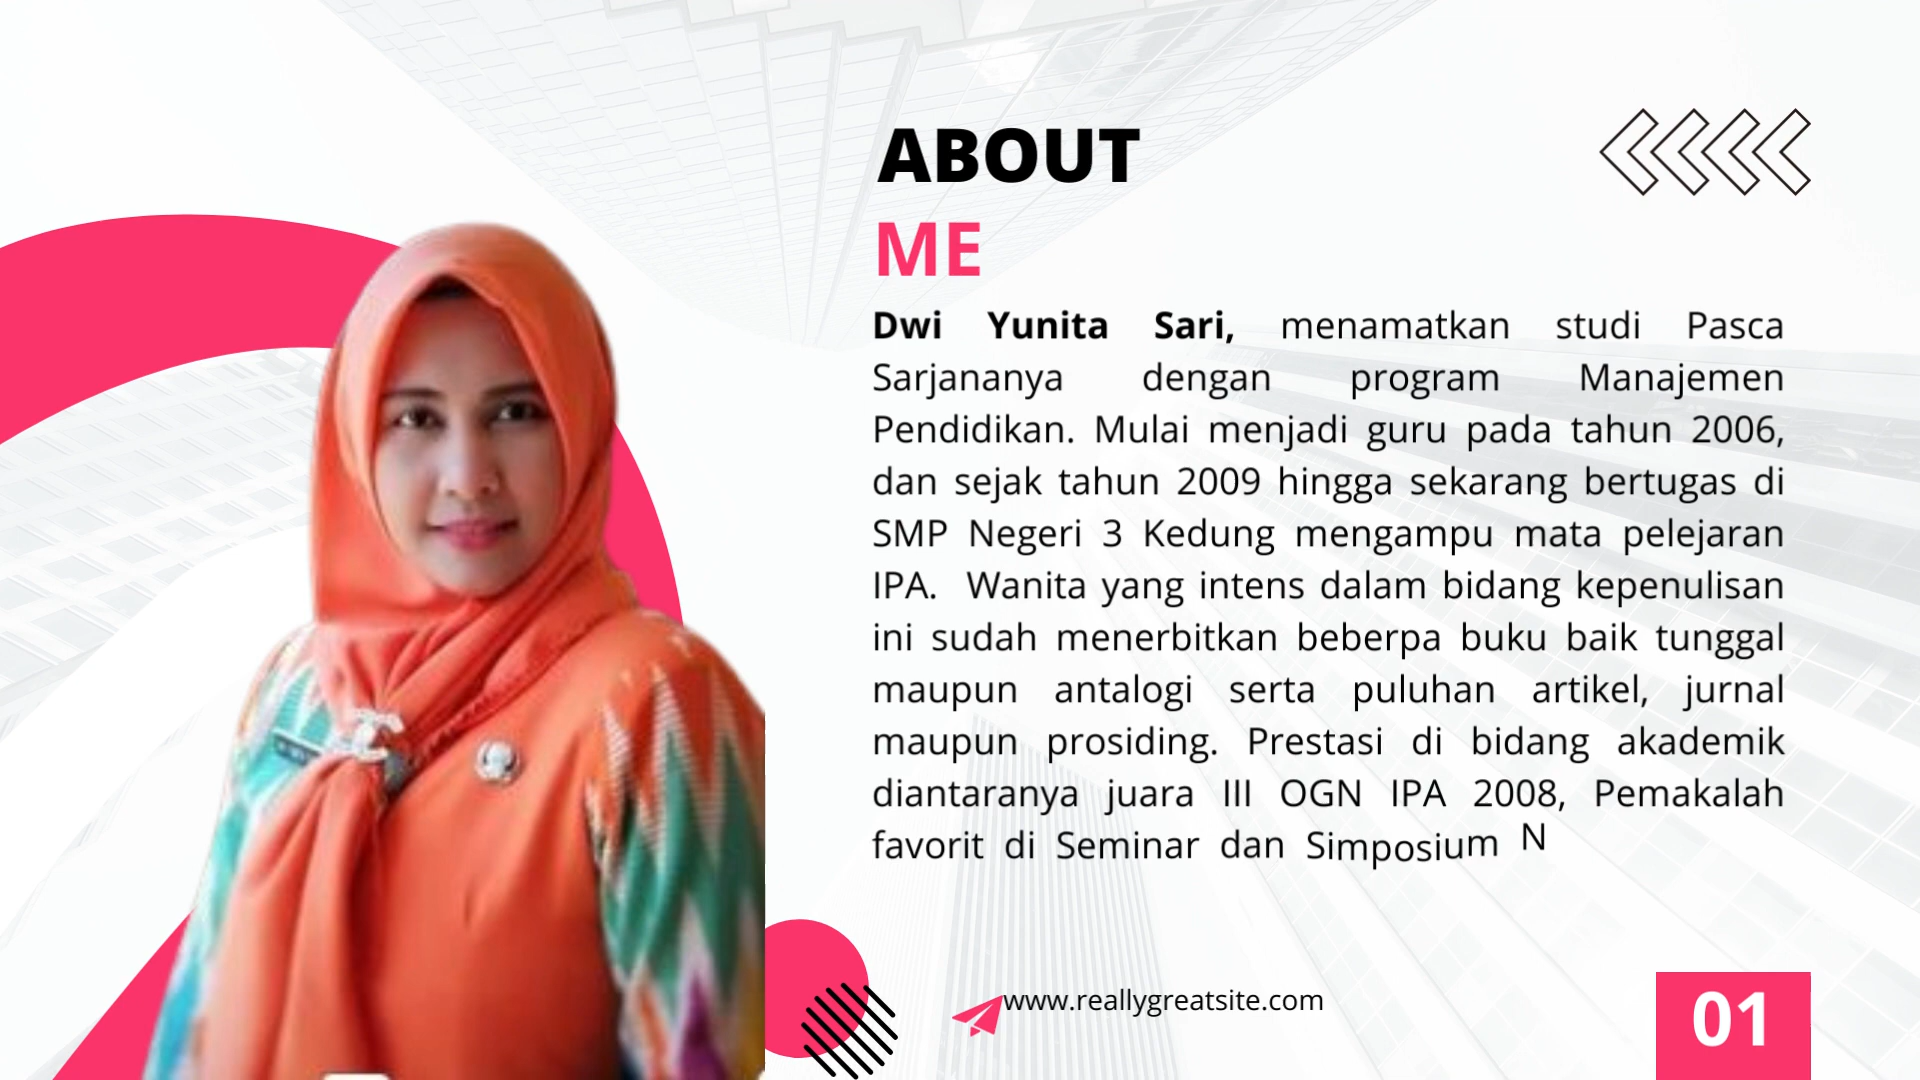 ABOUT
ME
Dwi Yunita Sari, menamatkan studi Pasca
Sarjananya dengan program Manajemen
Pendidikan. Mulai menjadi guru pada tahun 2006,
dan sejak tahun 2009 hingga sekarang bertugas di
SMP Negeri 3 Kedung mengampu mata pelejaran
IPA. Wanita yang intens dalam bidang kepenulisan
ini sudah menerbitkan beberpa buku baik tunggal
maupun antalogi serta puluhan artikel, jurnal
maupun prosiding. Prestasi di bidang akademik
diantaranya juara III OGN IPA 2008, Pemakalah
favorit di Seminar dan Simposium N
www.reallygreatsite.com
01